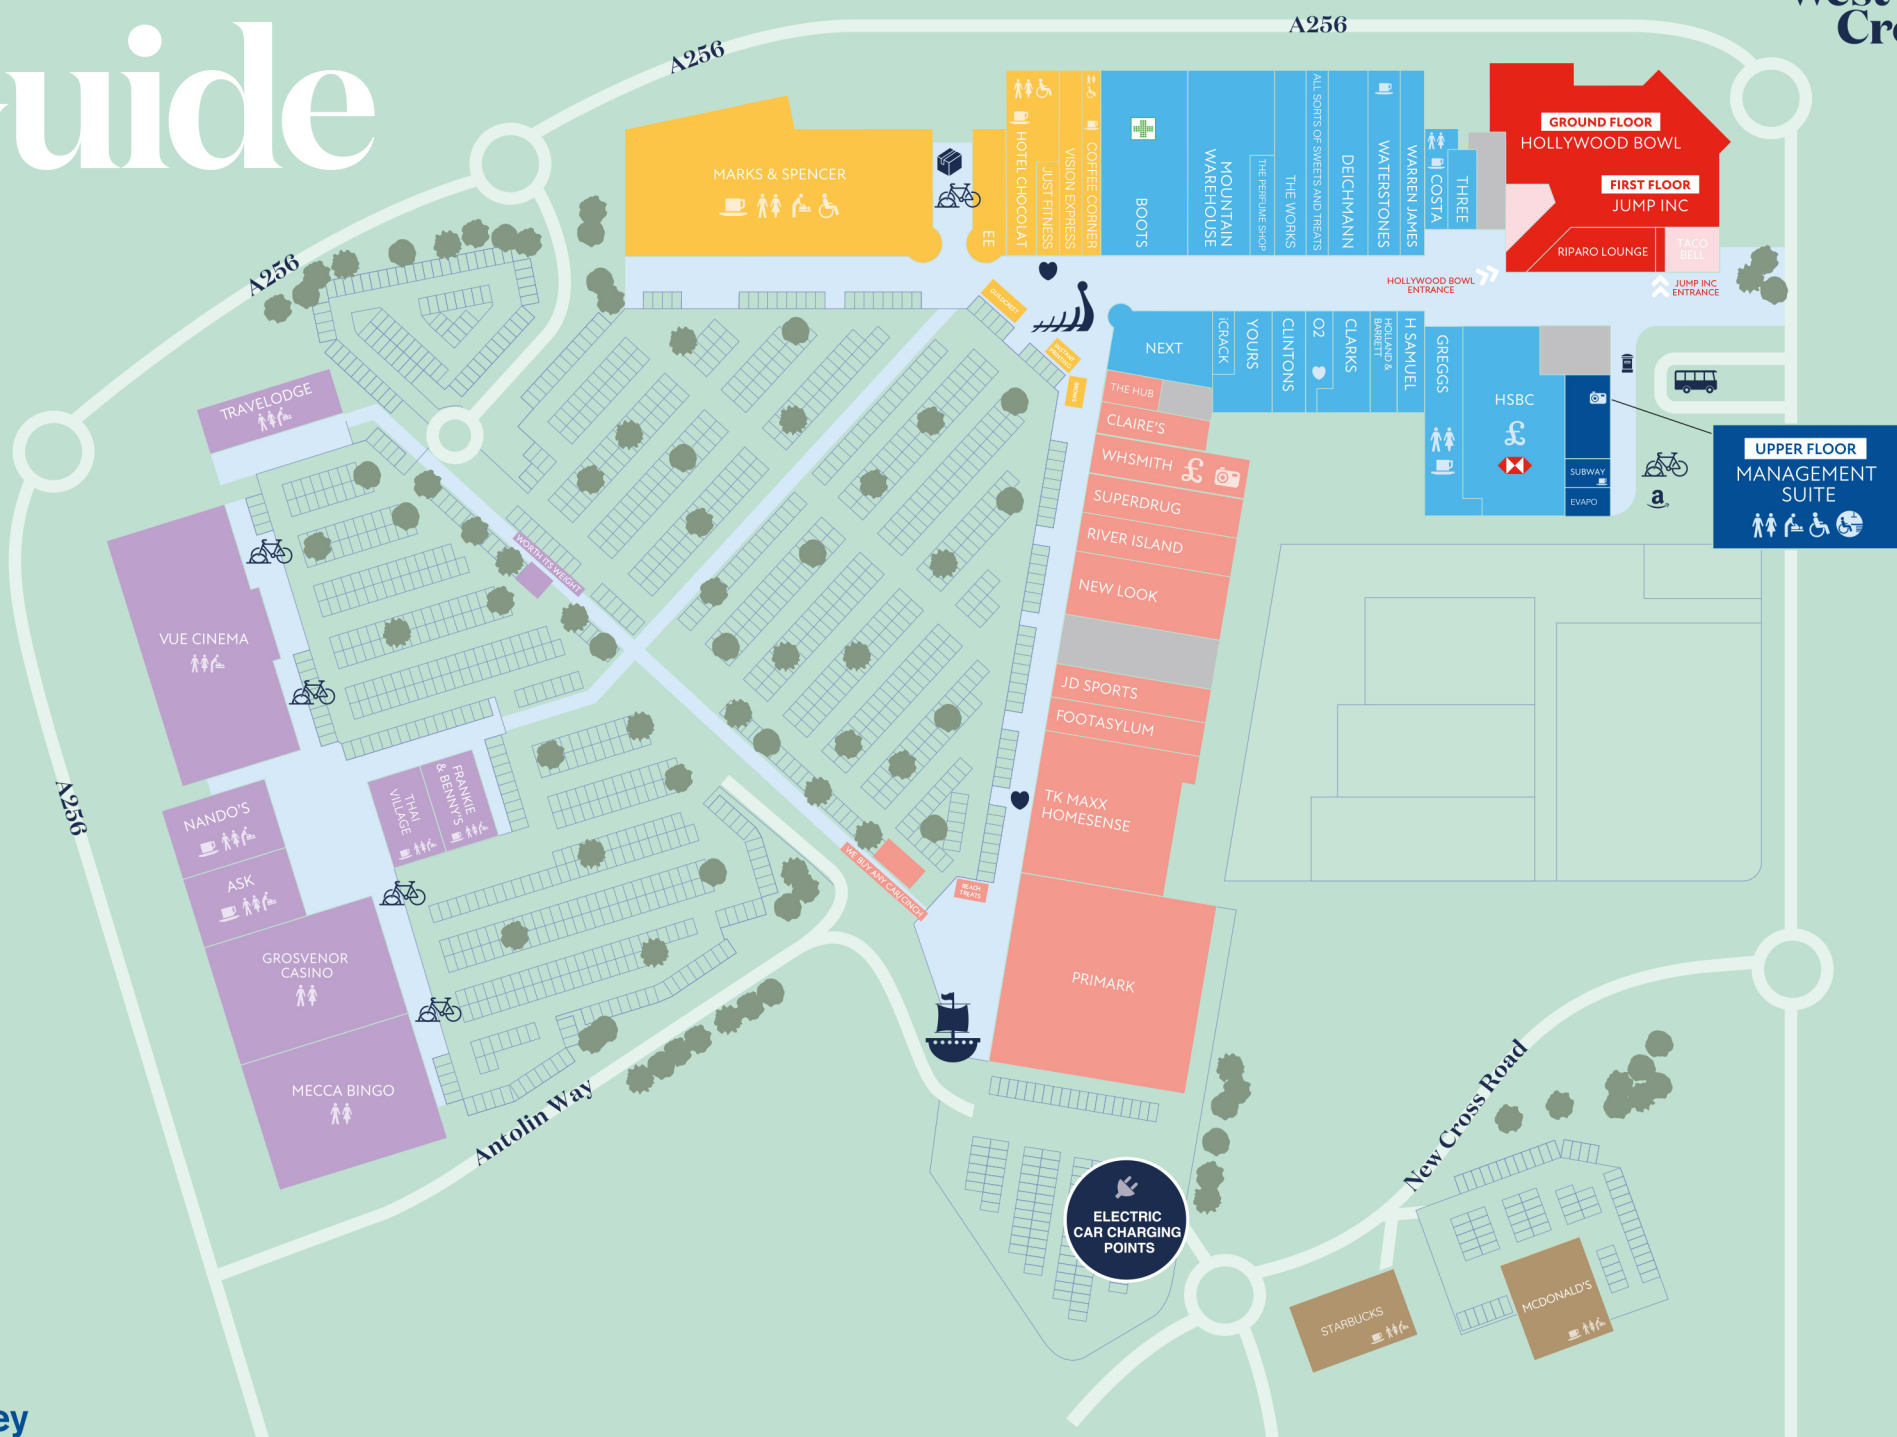 uide
A256
A256
A256
A256
West
Cro
MARKS & SPENCER
EE
HOTEL CHOCOLAT
JUST FITNESS
VISION EXPRESS
COFFEE CORNER
BOOTS
MOUNTAIN
WAREHOUSE
THE PERFUME SHOP
THE WORKS
ALL SORTS OF SWEETS AND TREATS
DEICHMANN
WATERSTONES
WARREN JAMES
COSTA
THREE
GROUND FLOOR
HOLLYWOOD BOWL
FIRST FLOOR
JUMP INC
RIPARO LOUNGE
TACO
BELL
HOLLYWOOD BOWL
ENTRANCE
JUMP INC
ENTRANCE
GUILDCREST
NEXT
iCRACK
YOURS
CLINTONS
O2
CLARKS
HOLLAND &
BARRETT
H SAMUEL
GREGGS
HSBC
£
SUBWAY
EVAPO
a
UPPER FLOOR
MANAGEMENT
SUITE
THE HUB
CLAIRE'S
WHSMITH £
SUPERDRUG
RIVER ISLAND
NEW LOOK
JD SPORTS
FOOTASYLUM
TK MAXX
HOMESENSE
PRIMARK
TRAVELODGE
WORTH ITS WEIGHT
VUE CINEMA
NANDO'S
ASK
THAI
VILLAGE
FRANKIE
& BENNY'S
GROSVENOR
CASINO
MECCA BINGO
WE BUY ANY CAR/CINCH
BEACH
TREATS
Antolin Way
New Cross Road
ELECTRIC
CAR CHARGING
POINTS
STARBUCKS
MCDONALD'S
ey